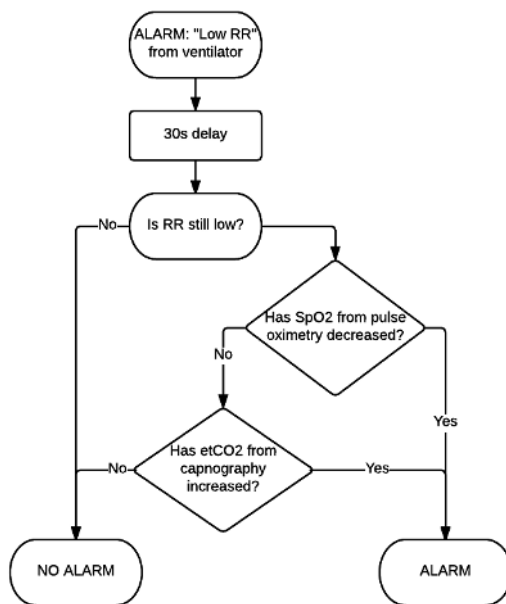 ALARM: "Low RR"
from ventilator
30s delay
No
Is RR still low?
Has SpO2 from pulse
oximetry decreased?
No
Yes
Has etCO2 from
capnography
increased?
No
Yes
NO ALARM
ALARM